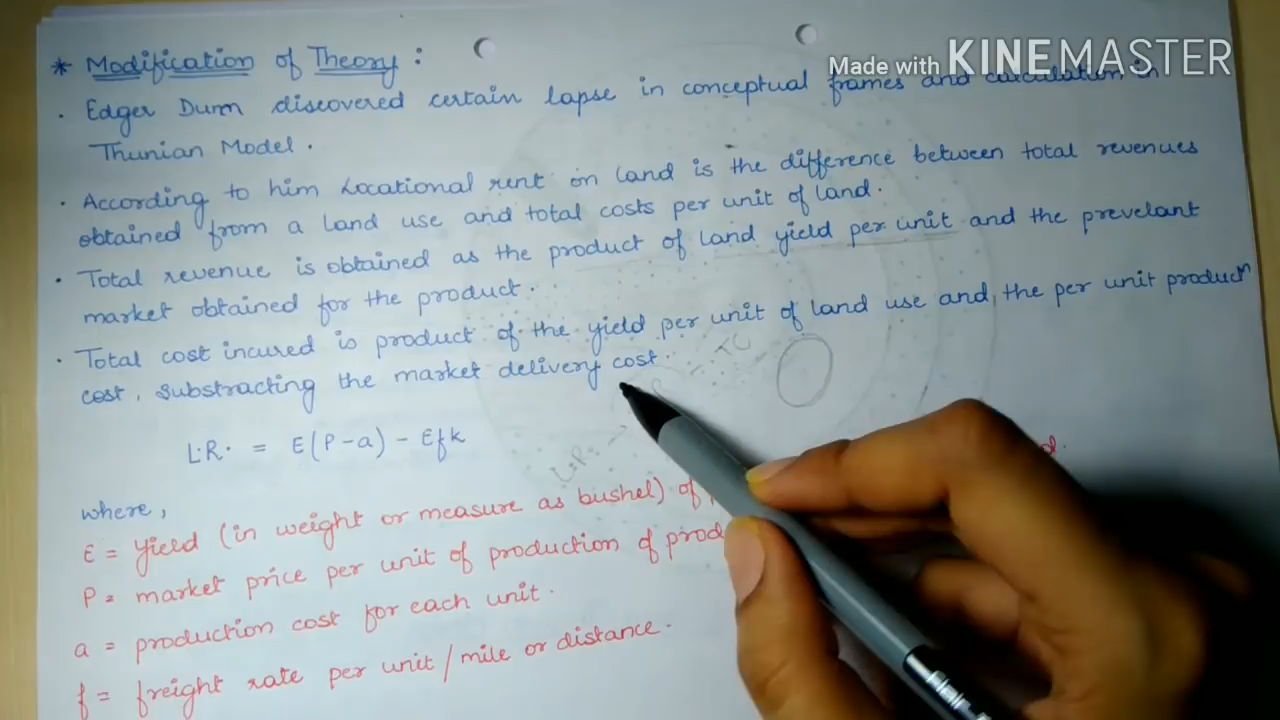 Made with KINEMASTER
* Modification of Theory :
· Edger Dunn discovered certain lapse in conceptual frames and calculation in
Thunian Model.
· According to him Locational rent on land is the difference between total revenues
obtained from a land use and total costs per unit of land.
· Total revenue is obtained as the product of land yield per unit and the prevelant
market obtained for the product.
· Total cost incured is product of the yield per unit of land use and, the per unit productn
cost, substracting the market delivery cost.
L.R. = E(P-a) - Efk
L.P. - TC
where,
E = Yield (in weight or measure as bushel) of
P = market price per unit of production of
a = production cost for each unit.
f = freight rate per unit/mile or distance.